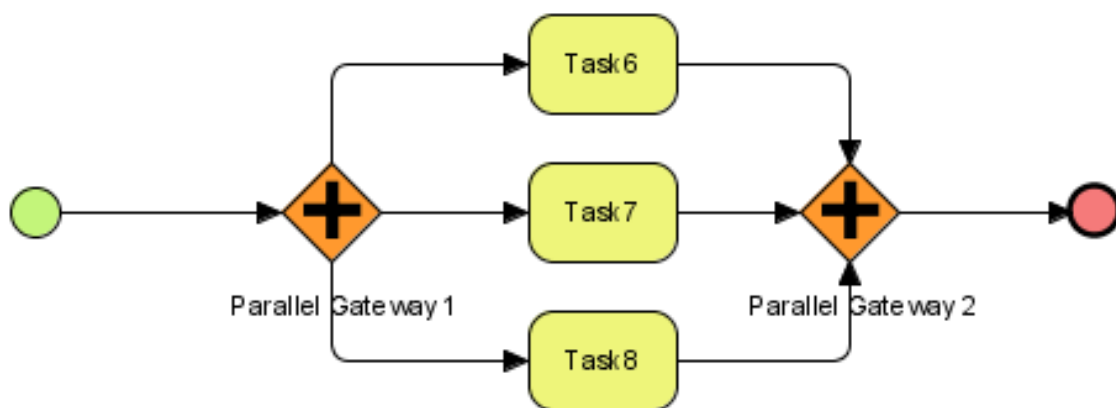 Task6
Task7
Parallel Gateway 1
Parallel Gateway 2
Task8